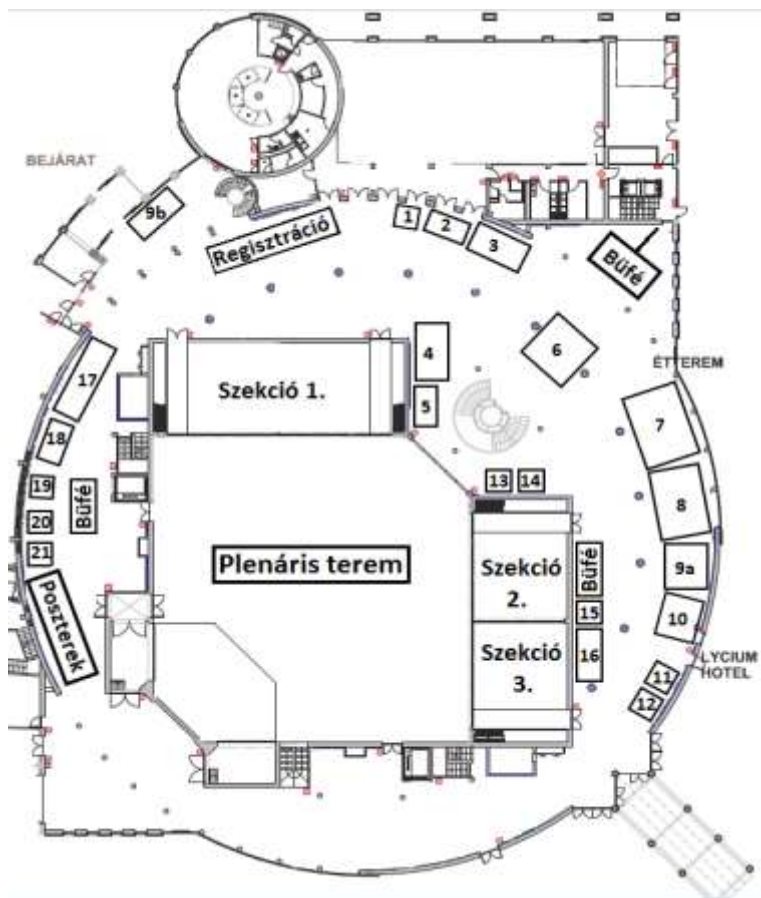 BEJÁRAT
9b
Regisztráció
1
2
3
Büfé
4
5
6
ÉTTEREM
Szekció 1.
17
18
19
20
21
Büfé
Poszterek
7
8
9a
10
LYCIUM
HOTEL
11
12
13
14
Plenáris terem
Szekció
2.
Büfé
15
16
Szekció
3.